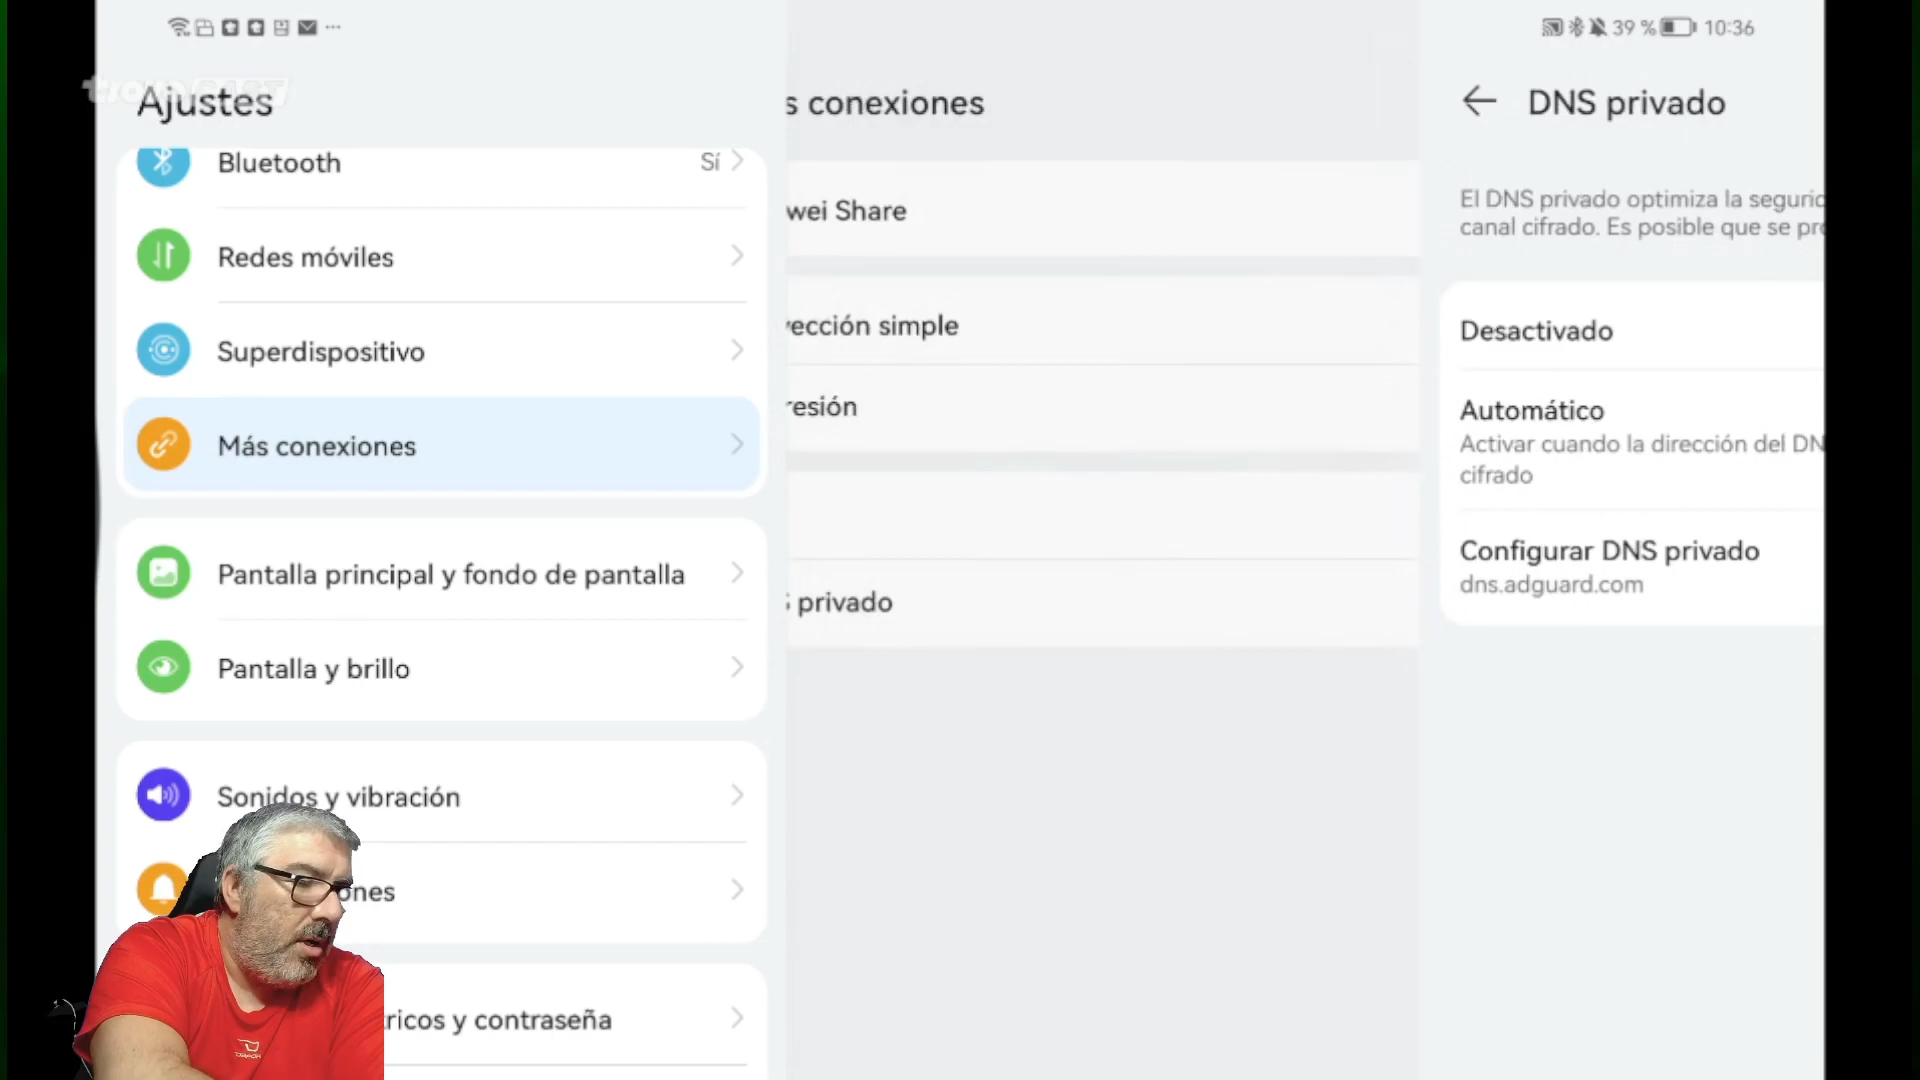 39 % 10:36
Ajustes
Bluetooth
Sí
Redes móviles
Superdispositivo
Más conexiones
Pantalla principal y fondo de pantalla
Pantalla y brillo
Sonidos y vibración
ones
ricos y contraseña
s conexiones
wei Share
ección simple
resión
privado
DNS privado
El DNS privado optimiza la seguric
canal cifrado. Es posible que se pro
Desactivado
Automático
Activar cuando la dirección del DN
cifrado
Configurar DNS privado
dns.adguard.com